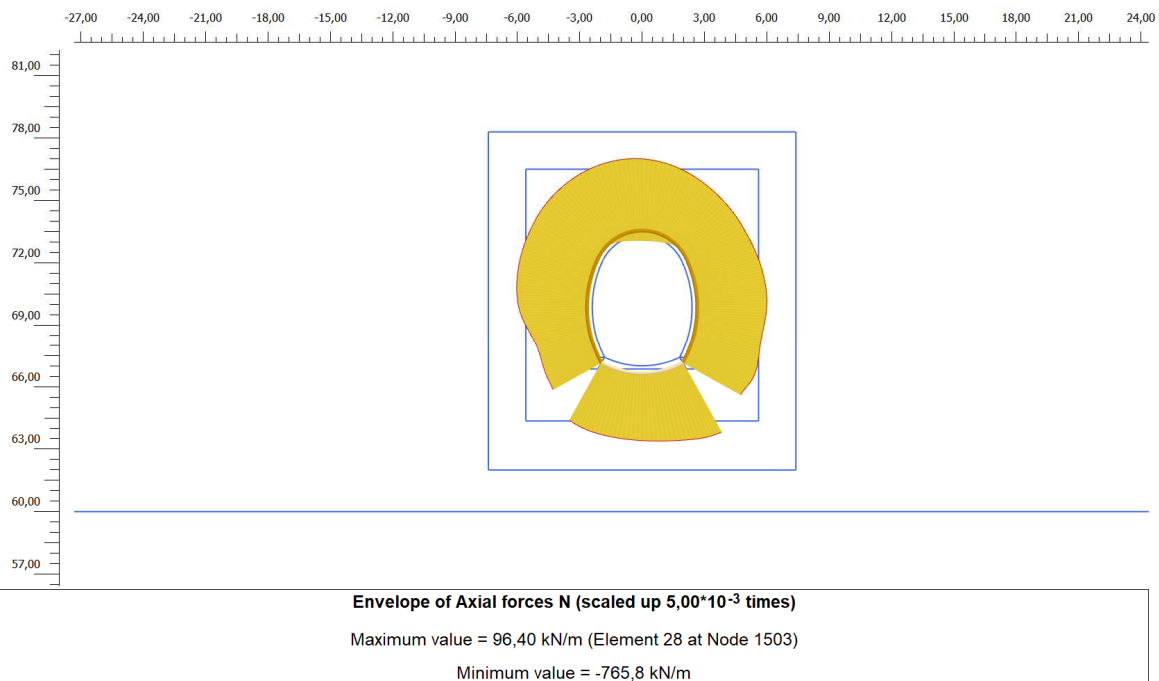 -27,00 -24,00 -21,00 -18,00 -15,00 -12,00 -9,00 -6,00 -3,00 0,00 3,00 6,00 9,00 12,00 15,00 18,00 21,00 24,00
81,00
78,00
75,00
72,00
69,00
66,00
63,00
60,00
57,00
Envelope of Axial forces N (scaled up 5,00*10-3 times)
Maximum value = 96,40 kN/m (Element 28 at Node 1503)
Minimum value = -765,8 kN/m